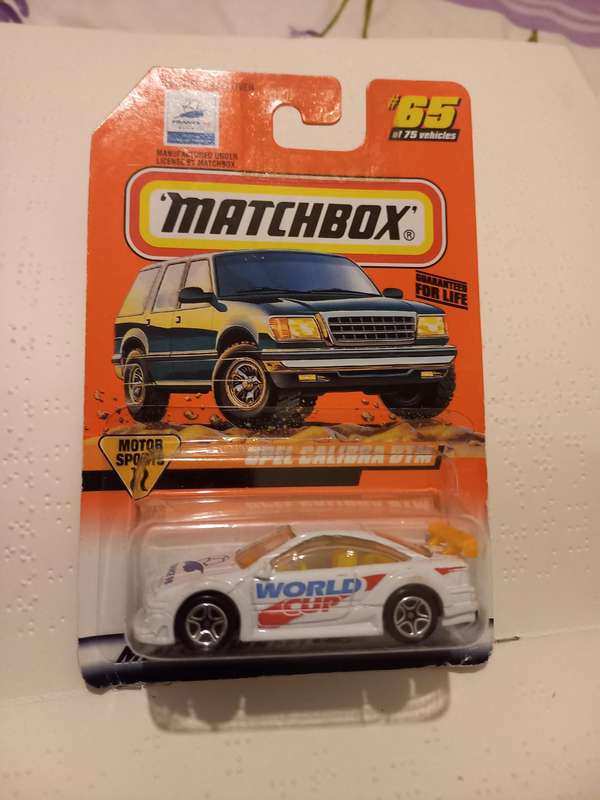 FRANCE
MANUFACTURED UNDER
LICENSE BY MATCHBOX
#65
of 75 vehicles
'MATCHBOX'®
GUARANTEED
FOR LIFE
MOTOR
SPORTS
OPEL CALIBRA DTM
WORLD
CUP